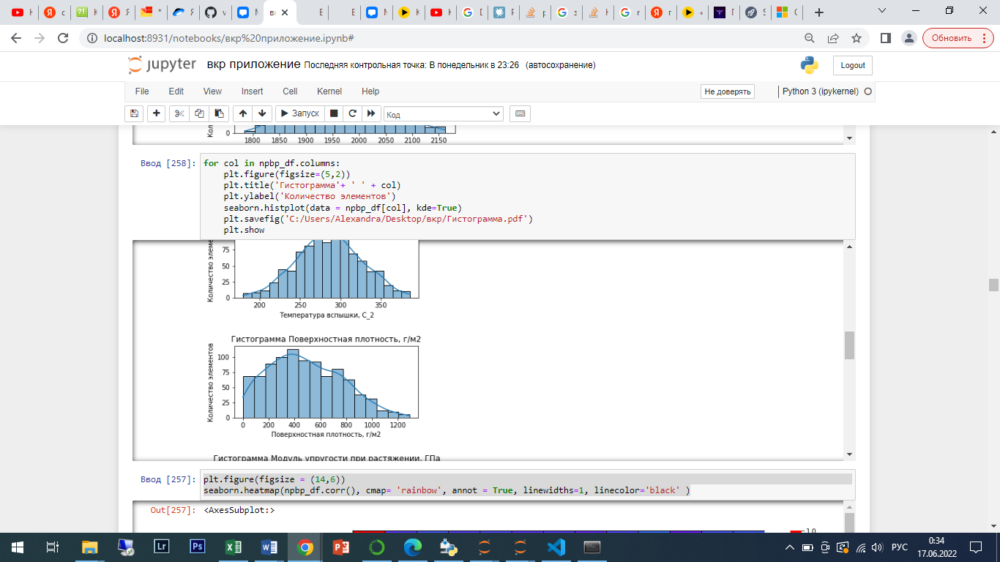 localhost:8931/notebooks/вкр%20приложение.ipynb#
Обновить
jupyter вкр приложение Последняя контрольная точка: В понедельник в 23:26 (автосохранение)
Logout
File Edit View Insert Cell Kernel Help
Не доверять
Python 3 (ipykernel)
Запуск
Код
0
1800 1850 1900 1950 2000 2050 2100 2150
Ввод [258]:
for col in npbp_df.columns:
plt.figure(figsize=(5,2))
plt.title('Гистограмма'+ ' ' + col)
plt.ylabel('Количество элементов')
seaborn.histplot(data = npbp_df[col], kde=True)
plt.savefig('C:/Users/Alexandra/Desktop/вкр/Гистограмма.pdf')
plt.show
75
50
25
0
200 250 300 350
Температура вспышки, С_2
Гистограмма Поверхностная плотность, г/м2
Количество элементов
100
75
50
25
0
0 200 400 600 800 1000 1200
Поверхностная плотность, г/м2
Гистограмма Модуль упругости при растяжении, ГПа
Ввод [257]:
plt.figure(figsize = (14,6))
seaborn.heatmap(npbp_df.corr(), cmap= 'rainbow', annot = True, linewidths=1, linecolor='black' )
Out[257]: <AxesSubplot:>
1.0
Lr
Ps
РУС
0:34
17.06.2022